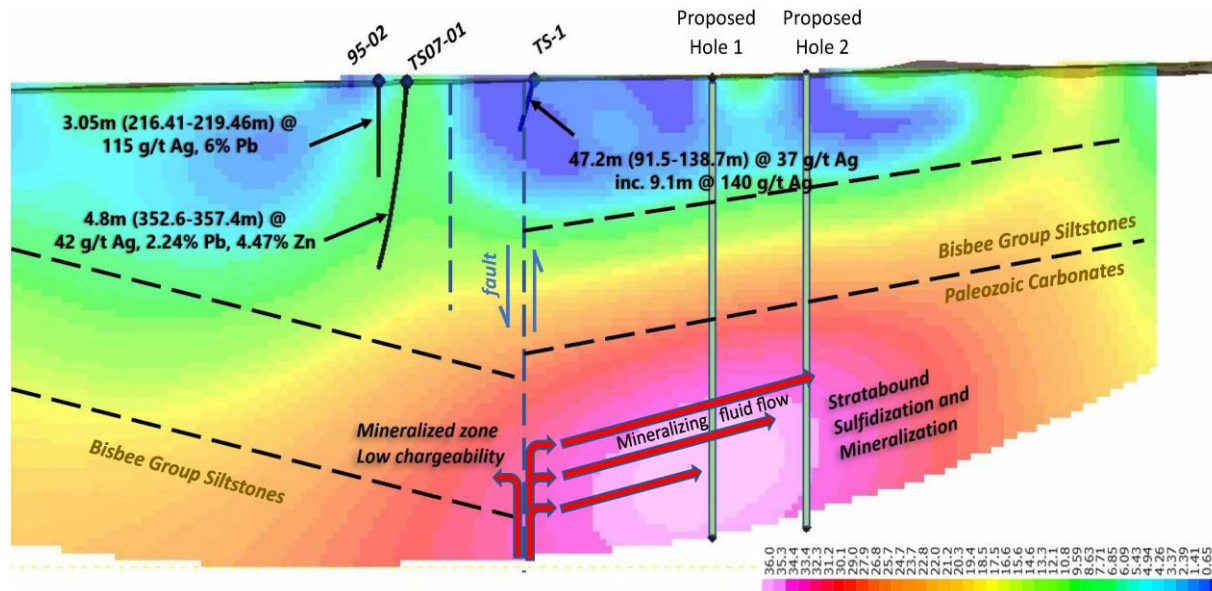 95-02
TS07-01
TS-1
Proposed
Hole 1
Proposed
Hole 2
3.05m (216.41-219.46m) @
115 g/t Ag, 6% Pb
47.2m (91.5-138.7m) @ 37 g/t Ag
inc. 9.1m @ 140 g/t Ag
4.8m (352.6-357.4m) @
42 g/t Ag, 2.24% Pb, 4.47% Zn
fault
Bisbee Group Siltstones
Paleozoic Carbonates
Mineralized zone
Low chargeability
Mineralizing fluid flow
Stratabound
Sulfidization and
Mineralization
Bisbee Group Siltstones
36.0
35.3
34.4
33.4
32.3
31.2
30.1
29.0
27.9
26.8
25.7
24.7
23.7
22.8
22.0
21.2
20.3
19.4
18.5
17.5
16.6
15.6
14.6
13.3
12.1
10.8
9.59
8.63
7.71
6.85
6.09
5.43
4.94
4.26
3.37
2.39
1.41
0.65